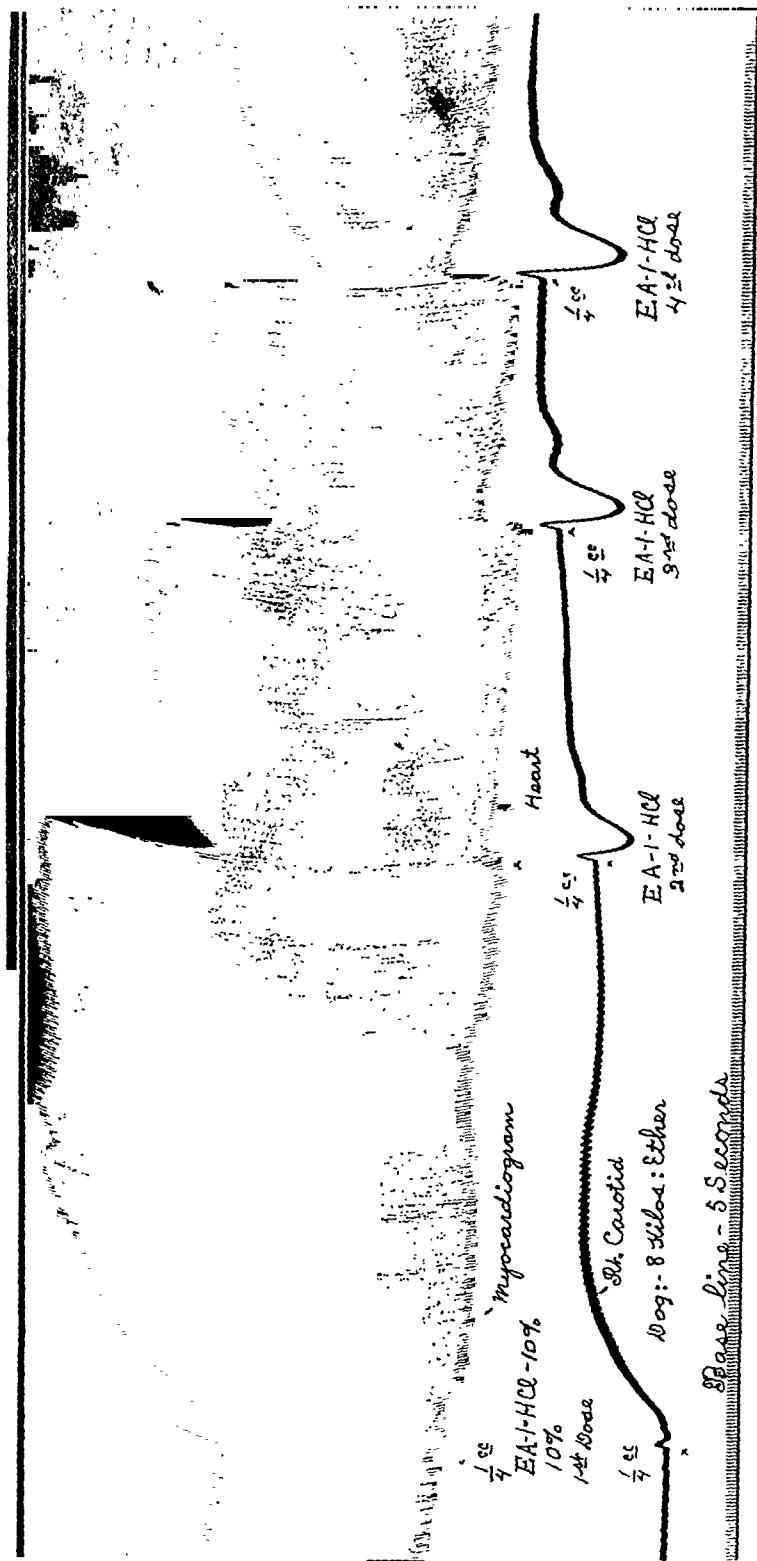 1/4 cc
EA-1-HCl-10%
10%
1st Dose
Myocardiogram
1/4 cc
Rt. Carotid
Dog:- 8 Kilos: Ether
Base line - 5 Seconds
Heart
1/4 cc
EA-1-HCl
2nd dose
1/4 cc
EA-1-HCl
3rd dose
1/4 cc
EA-1-HCl
4th dose